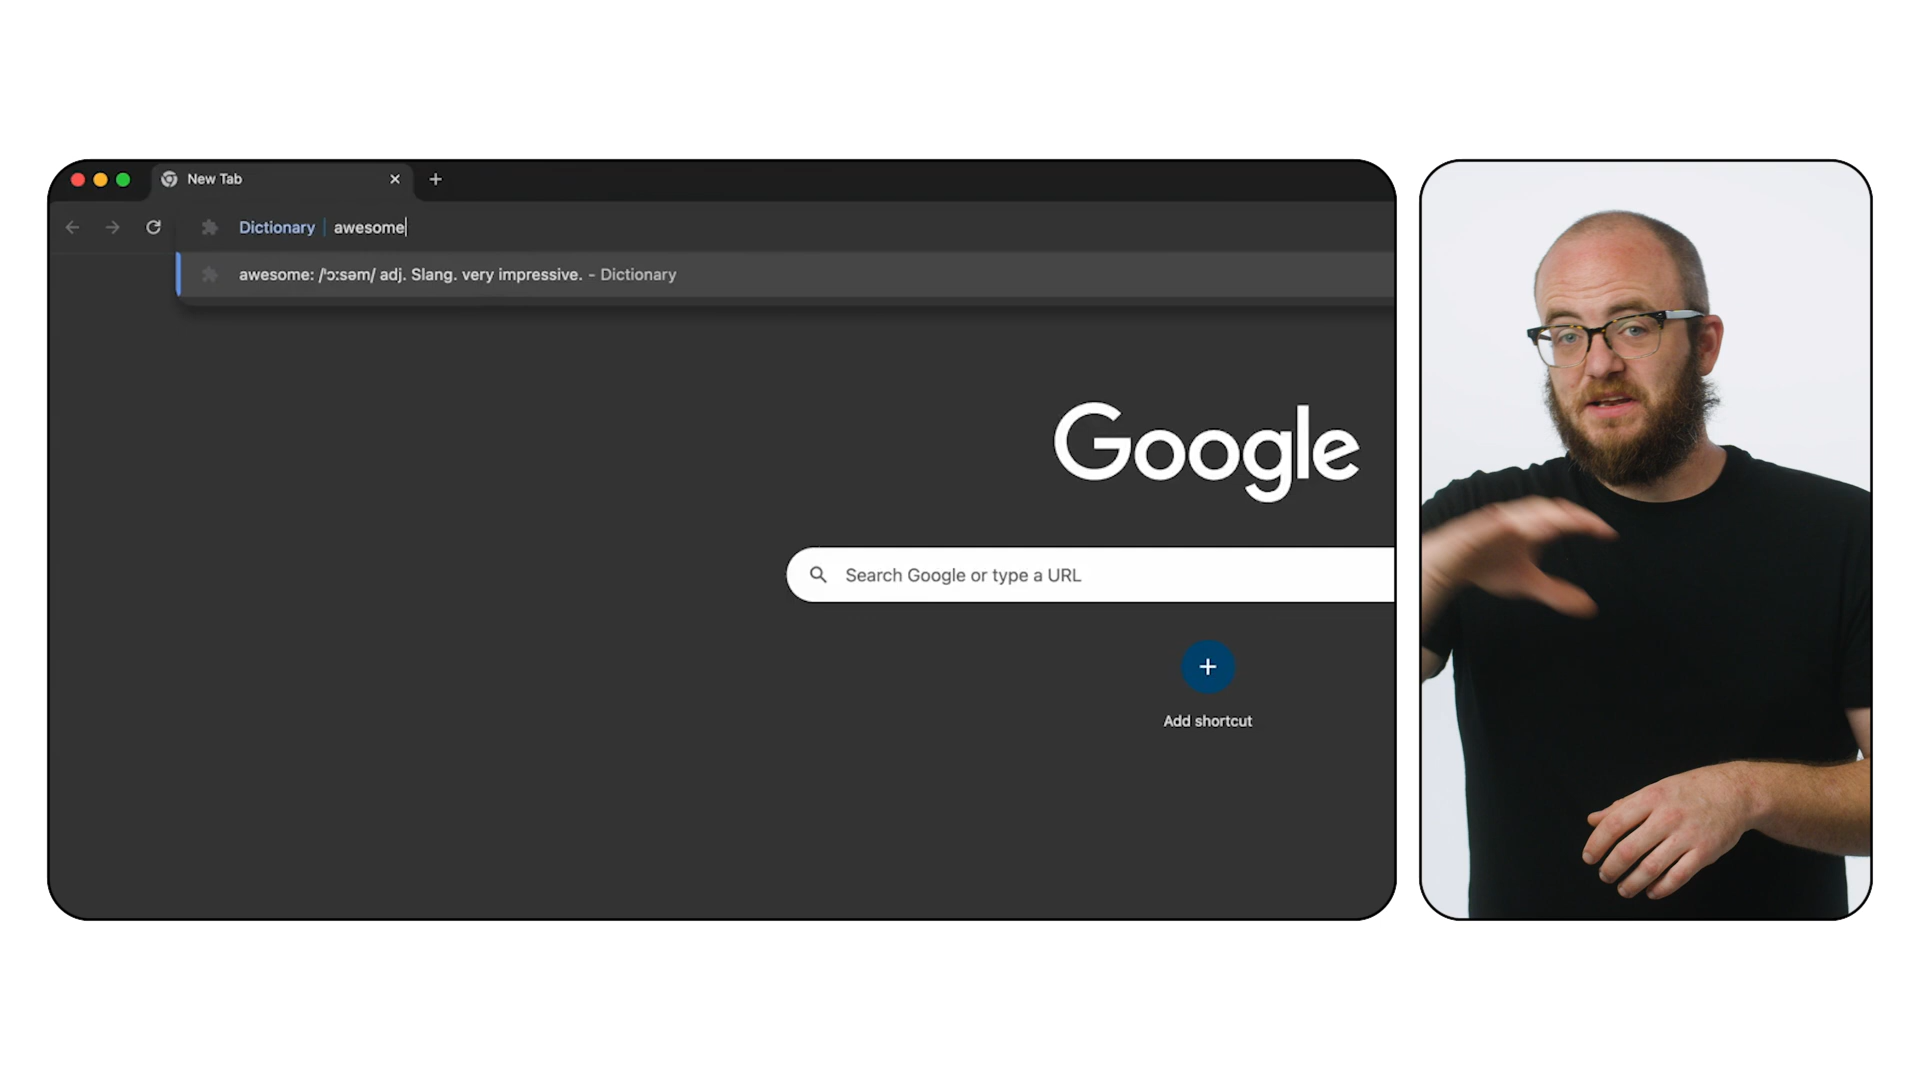 New Tab
Dictionary awesome
awesome: /ˈɔːsəm/ adj. Slang. very impressive. - Dictionary
Google
Search Google or type a URL
Add shortcut